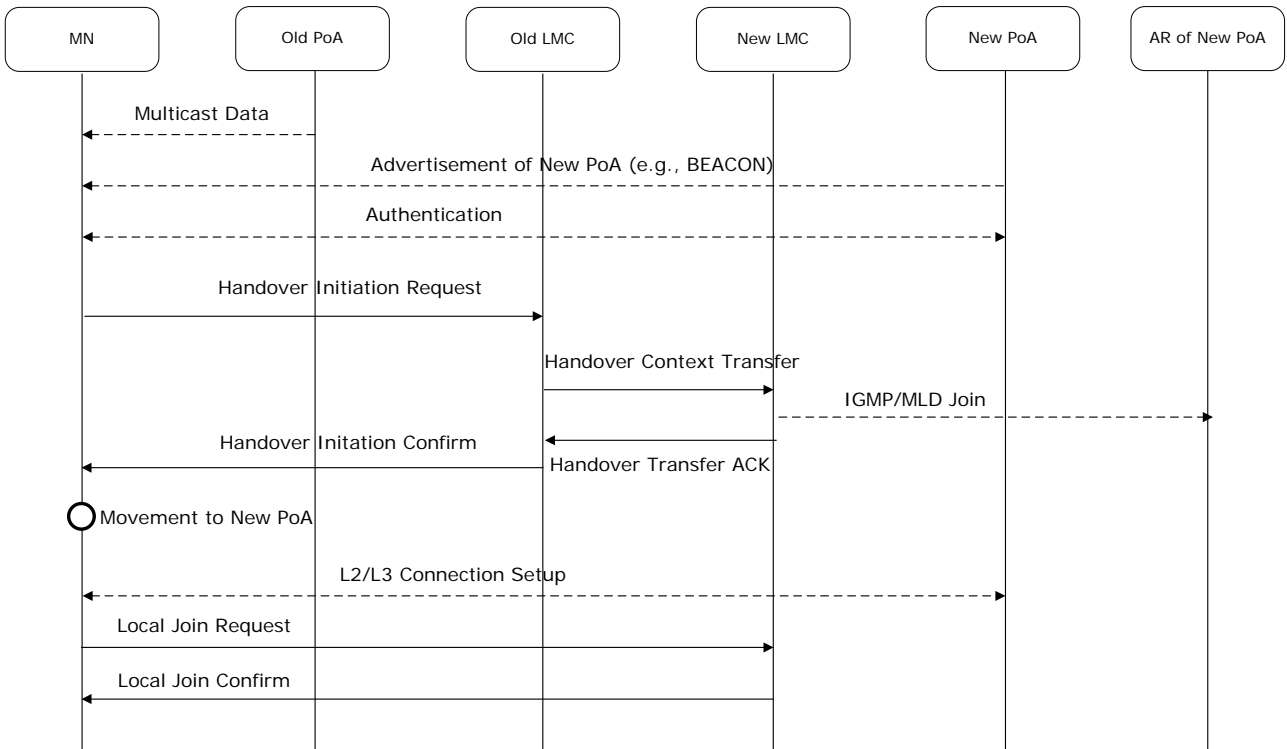 MN
Old PoA
Old LMC
New LMC
New PoA
AR of New PoA
Multicast Data
Advertisement of New PoA (e.g., BEACON)
Authentication
Handover Initiation Request
Handover Context Transfer
IGMP/MLD Join
Handover Initation Confirm
Handover Transfer ACK
Movement to New PoA
L2/L3 Connection Setup
Local Join Request
Local Join Confirm